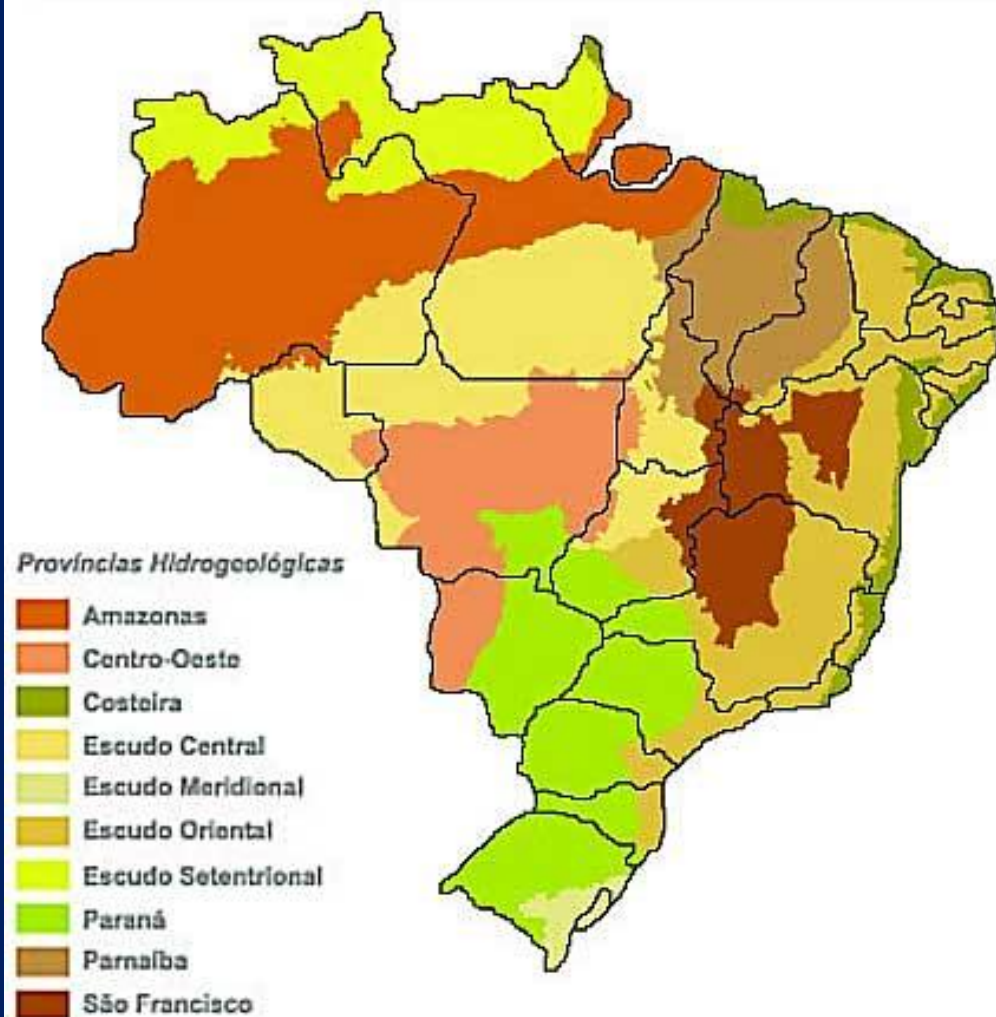 Províncias Hidrogeológicas
Amazonas
Centro-Oeste
Costeira
Escudo Central
Escudo Meridional
Escudo Oriental
Escudo Setentrional
Paraná
Parnaíba
São Francisco